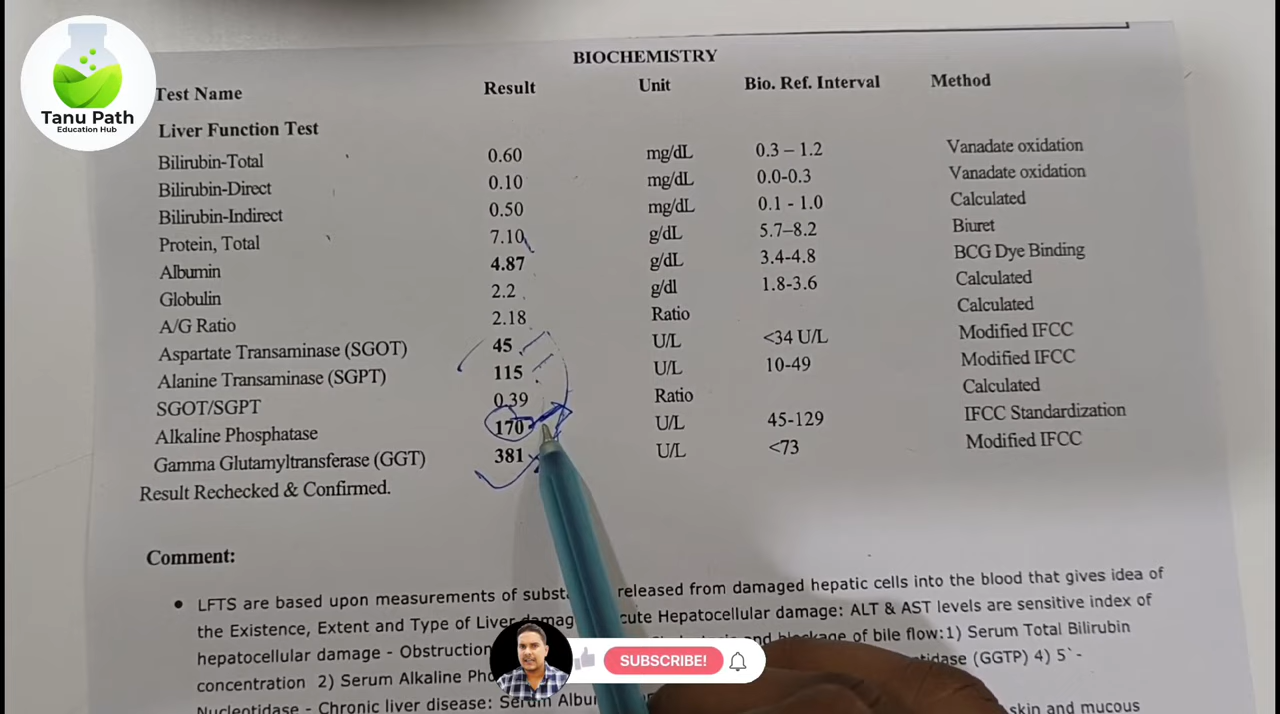 Tanu Path
Education Hub
BIOCHEMISTRY
Test Name Result Unit Bio. Ref. Interval Method
Liver Function Test
Bilirubin-Total 0.60 mg/dL 0.3 – 1.2 Vanadate oxidation
Bilirubin-Direct 0.10 mg/dL 0.0-0.3 Vanadate oxidation
Bilirubin-Indirect 0.50 mg/dL 0.1 - 1.0 Calculated
Protein, Total 7.10 g/dL 5.7–8.2 Biuret
Albumin 4.87 g/dL 3.4-4.8 BCG Dye Binding
Globulin 2.2 g/dl 1.8-3.6 Calculated
A/G Ratio 2.18 Ratio Calculated
Aspartate Transaminase (SGOT) 45 U/L <34 U/L Modified IFCC
Alanine Transaminase (SGPT) 115 U/L 10-49 Modified IFCC
SGOT/SGPT 0.39 Ratio Calculated
Alkaline Phosphatase 170 U/L 45-129 IFCC Standardization
Gamma Glutamyltransferase (GGT) 381 U/L <73 Modified IFCC
Result Rechecked & Confirmed.
Comment:
• LFTS are based upon measurements of released from damaged hepatic cells into the blood that gives idea of
the Existence, Extent and Type of Liver Hepatocellular damage: ALT & AST levels are sensitive index of
hepatocellular damage - Obstruction and blockage of bile flow:1) Serum Total Bilirubin
concentration 2) Serum Alkaline (GGTP) 4) 5`-
Nucleotidase - Chronic liver disease: Serum skin and mucous
SUBSCRIBE!